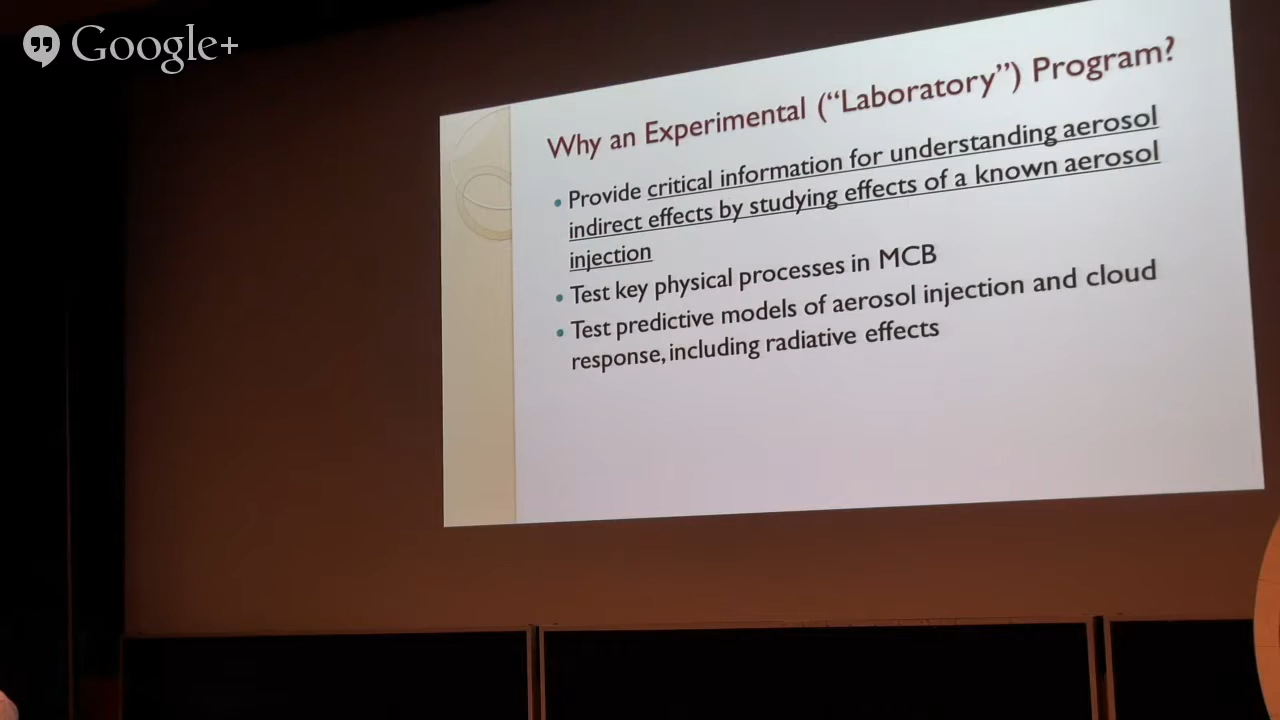 Google+
Why an Experimental (“Laboratory”) Program?
• Provide critical information for understanding aerosol
indirect effects by studying effects of a known aerosol
injection
• Test key physical processes in MCB
• Test predictive models of aerosol injection and cloud
response, including radiative effects